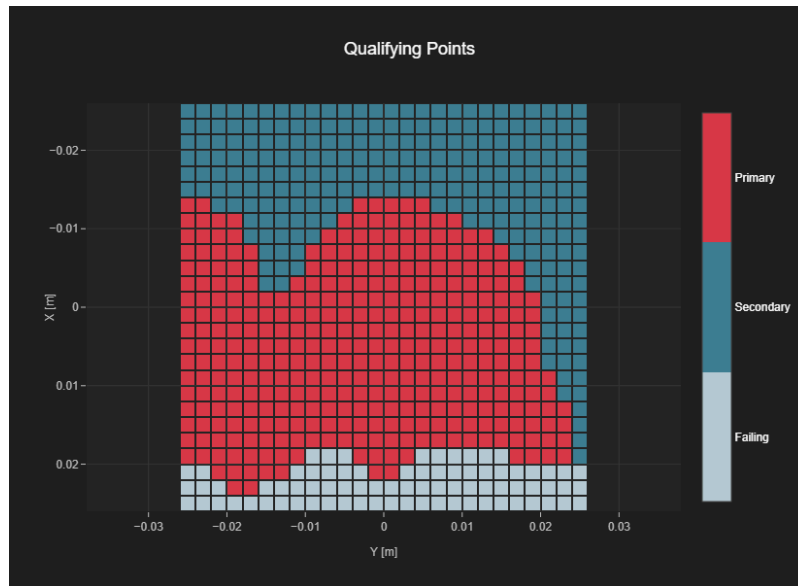 Qualifying Points
Primary
Secondary
Failing
−0.02
−0.01
0
0.01
0.02
X [m]
−0.03
−0.02
−0.01
0
0.01
0.02
0.03
Y [m]